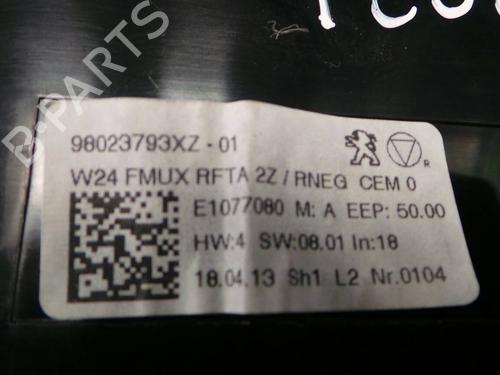 98023793XZ - 01
W24 FMUX RFTA 2Z / RNEG CEM 0
E1077080 M: A EEP: 50.00
HW:4 SW:08.01 In:18
18.04.13 Sh1 L2 Nr.0104
R
B-PARTS